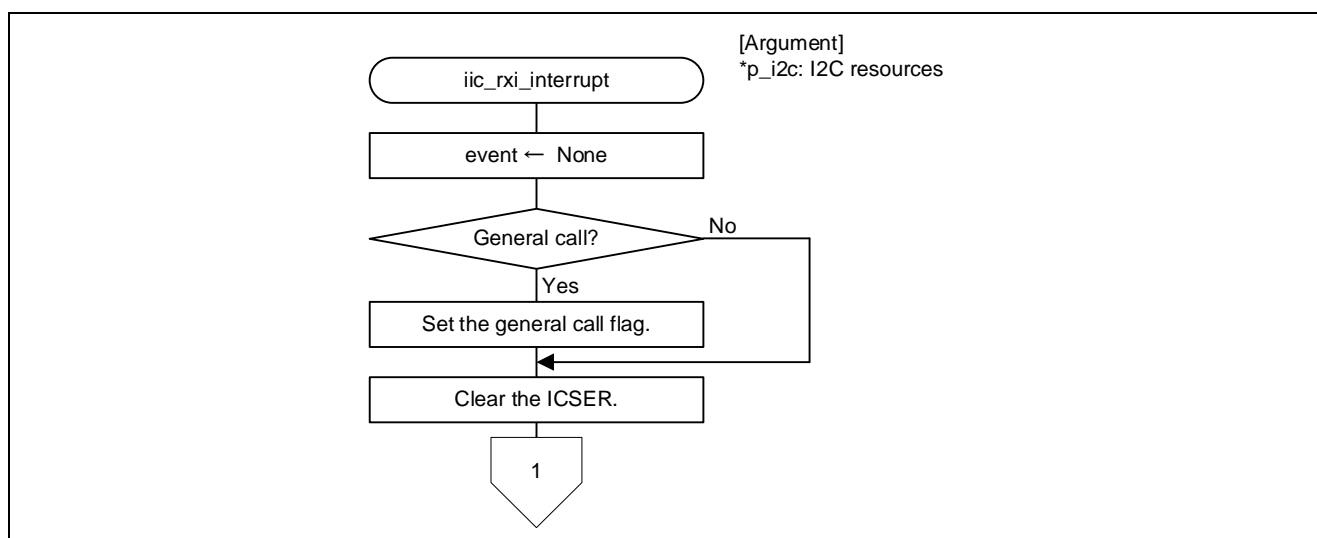 [Argument]
*p_i2c: I2C resources
iic_rxi_interrupt
event ← None
General call?
No
Yes
Set the general call flag.
Clear the ICSER.
1